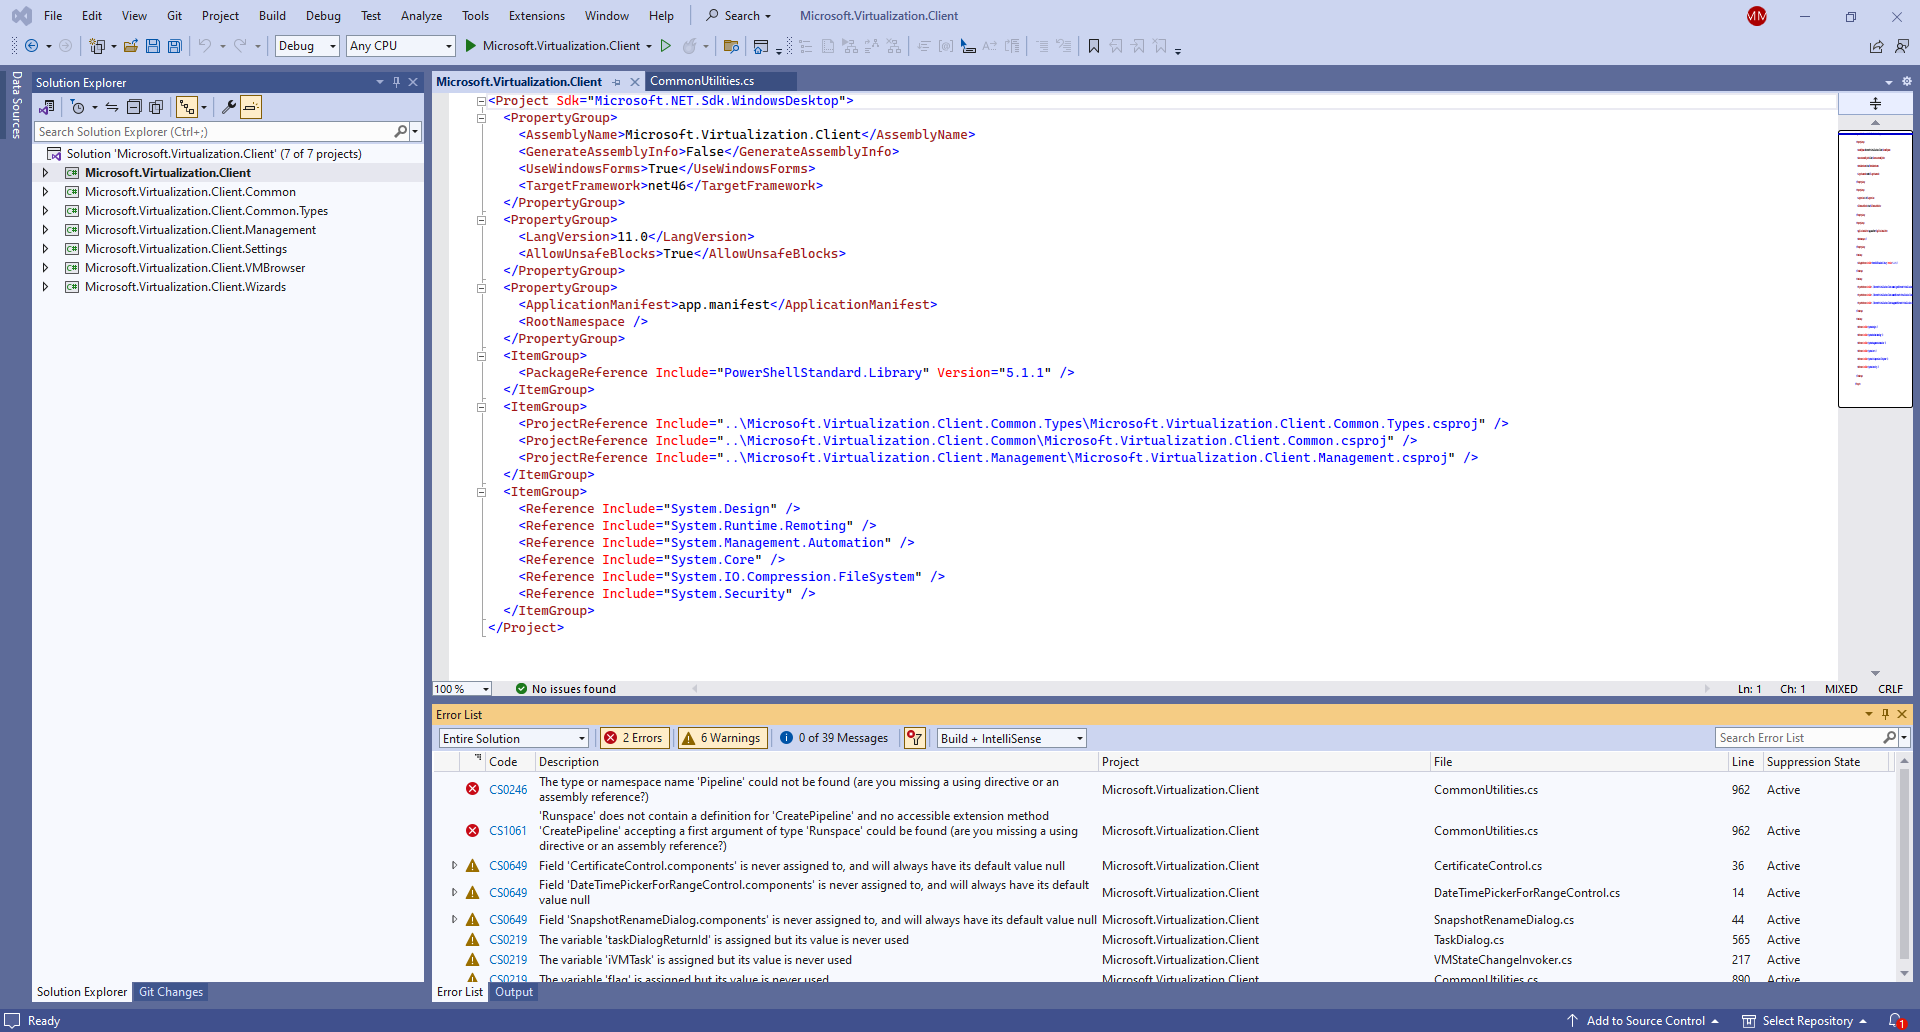 File Edit View Git Project Build Debug Test Analyze Tools Extensions Window Help Search Microsoft.Virtualization.Client MM
Debug Any CPU Microsoft.Virtualization.Client
Data Sources
Solution Explorer
Search Solution Explorer (Ctrl+;)
Solution 'Microsoft.Virtualization.Client' (7 of 7 projects)
C# Microsoft.Virtualization.Client
C# Microsoft.Virtualization.Client.Common
C# Microsoft.Virtualization.Client.Common.Types
C# Microsoft.Virtualization.Client.Management
C# Microsoft.Virtualization.Client.Settings
C# Microsoft.Virtualization.Client.VMBrowser
C# Microsoft.Virtualization.Client.Wizards
Solution Explorer Git Changes
Microsoft.Virtualization.Client CommonUtilities.cs
<Project Sdk="Microsoft.NET.Sdk.WindowsDesktop">
<PropertyGroup>
<AssemblyName>Microsoft.Virtualization.Client</AssemblyName>
<GenerateAssemblyInfo>False</GenerateAssemblyInfo>
<UseWindowsForms>True</UseWindowsForms>
<TargetFramework>net46</TargetFramework>
</PropertyGroup>
<PropertyGroup>
<LangVersion>11.0</LangVersion>
<AllowUnsafeBlocks>True</AllowUnsafeBlocks>
</PropertyGroup>
<PropertyGroup>
<ApplicationManifest>app.manifest</ApplicationManifest>
<RootNamespace />
</PropertyGroup>
<ItemGroup>
<PackageReference Include="PowerShellStandard.Library" Version="5.1.1" />
</ItemGroup>
<ItemGroup>
<ProjectReference Include="..\Microsoft.Virtualization.Client.Common.Types\Microsoft.Virtualization.Client.Common.Types.csproj" />
<ProjectReference Include="..\Microsoft.Virtualization.Client.Common\Microsoft.Virtualization.Client.Common.csproj" />
<ProjectReference Include="..\Microsoft.Virtualization.Client.Management\Microsoft.Virtualization.Client.Management.csproj" />
</ItemGroup>
<ItemGroup>
<Reference Include="System.Design" />
<Reference Include="System.Runtime.Remoting" />
<Reference Include="System.Management.Automation" />
<Reference Include="System.Core" />
<Reference Include="System.IO.Compression.FileSystem" />
<Reference Include="System.Security" />
</ItemGroup>
</Project>
100 % No issues found Ln: 1 Ch: 1 MIXED CRLF
Error List
Entire Solution 2 Errors 6 Warnings 0 of 39 Messages Build + IntelliSense Search Error List
Code Description Project File Line Suppression State
CS0246 The type or namespace name 'Pipeline' could not be found (are you missing a using directive or an
assembly reference?) Microsoft.Virtualization.Client CommonUtilities.cs 962 Active
'Runspace' does not contain a definition for 'CreatePipeline' and no accessible extension method
CS1061 'CreatePipeline' accepting a first argument of type 'Runspace' could be found (are you missing a using Microsoft.Virtualization.Client CommonUtilities.cs 962 Active
directive or an assembly reference?)
CS0649 Field 'CertificateControl.components' is never assigned to, and will always have its default value null Microsoft.Virtualization.Client CertificateControl.cs 36 Active
CS0649 Field 'DateTimePickerForRangeControl.components' is never assigned to, and will always have its default
value null Microsoft.Virtualization.Client DateTimePickerForRangeControl.cs 14 Active
CS0649 Field 'SnapshotRenameDialog.components' is never assigned to, and will always have its default value null Microsoft.Virtualization.Client SnapshotRenameDialog.cs 44 Active
CS0219 The variable 'taskDialogReturnId' is assigned but its value is never used Microsoft.Virtualization.Client TaskDialog.cs 565 Active
CS0219 The variable 'iVMTask' is assigned but its value is never used Microsoft.Virtualization.Client VMStateChangeInvoker.cs 217 Active
CS0219 The variable 'flag' is assigned but its value is never used Microsoft.Virtualization.Client CommonUtilities.cs 890 Active
Error List Output
Ready Add to Source Control Select Repository 1